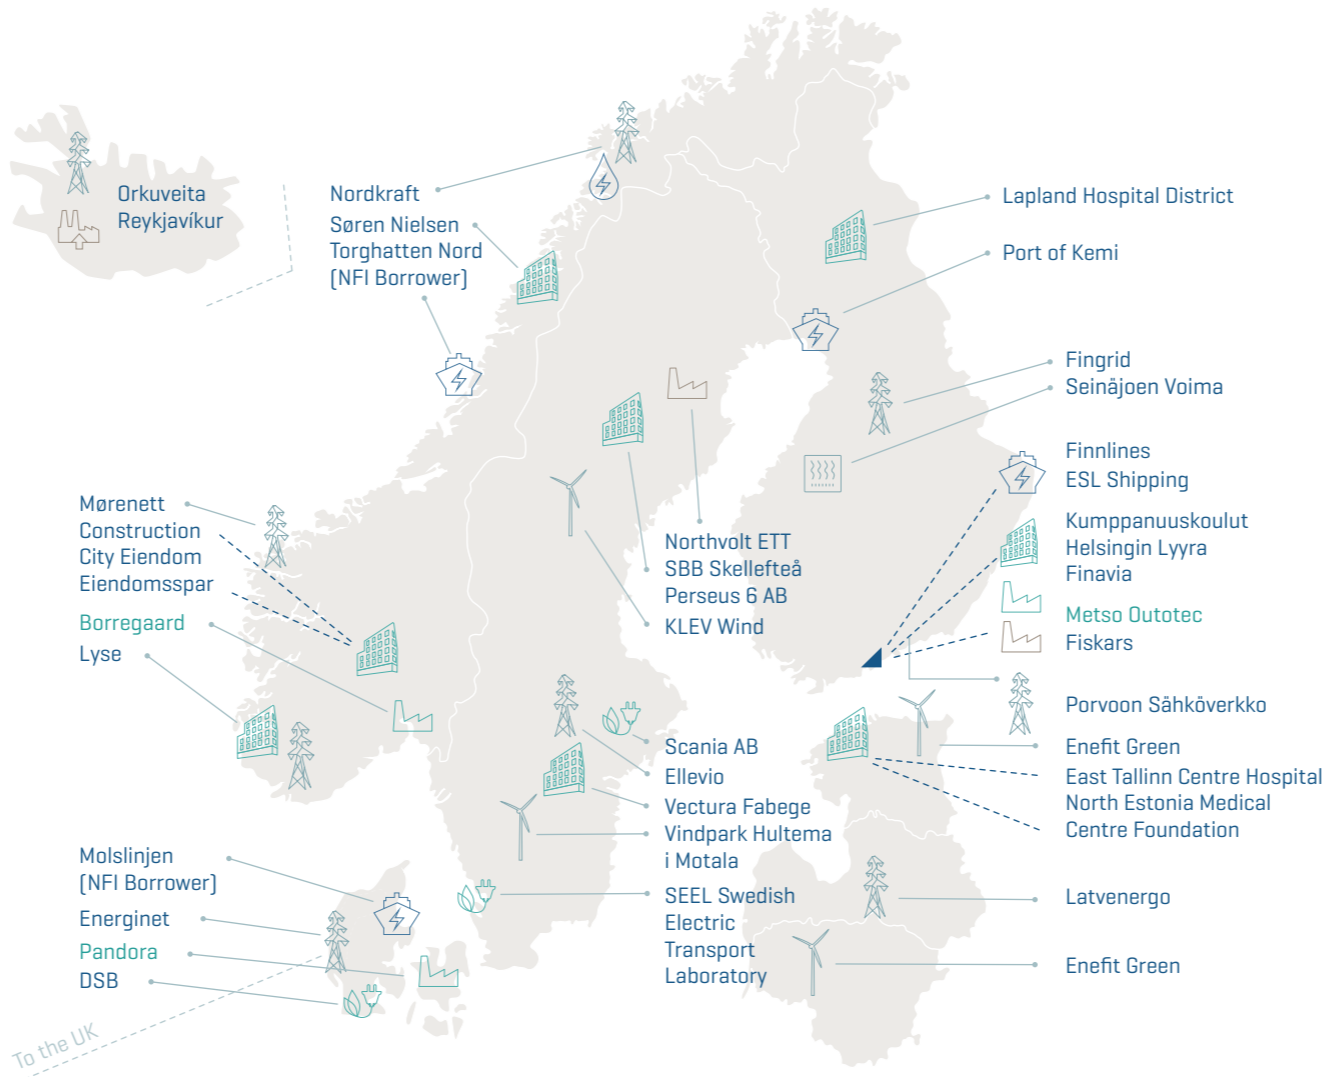 Orkuveita
Reykjavíkur
Nordkraft
Søren Nielsen
Torghatten Nord
(NFI Borrower)
Lapland Hospital District
Port of Kemi
Fingrid
Seinäjoen Voima
Finnlines
ESL Shipping
Kumppanuuskoulut
Helsingin Lyyra
Finavia
Metso Outotec
Fiskars
Porvoon Sähköverkko
Enefit Green
East Tallinn Centre Hospital
North Estonia Medical
Centre Foundation
Latvenergo
Enefit Green
Northvolt ETT
SBB Skellefteå
Perseus 6 AB
KLEV Wind
Scania AB
Ellevio
Vectura Fabege
Vindpark Hultema
i Motala
SEEL Swedish
Electric
Transport
Laboratory
Mørenett
Construction
City Eiendom
Eiendomsspar
Borregaard
Lyse
Molslinjen
(NFI Borrower)
Energinet
Pandora
DSB
To the UK